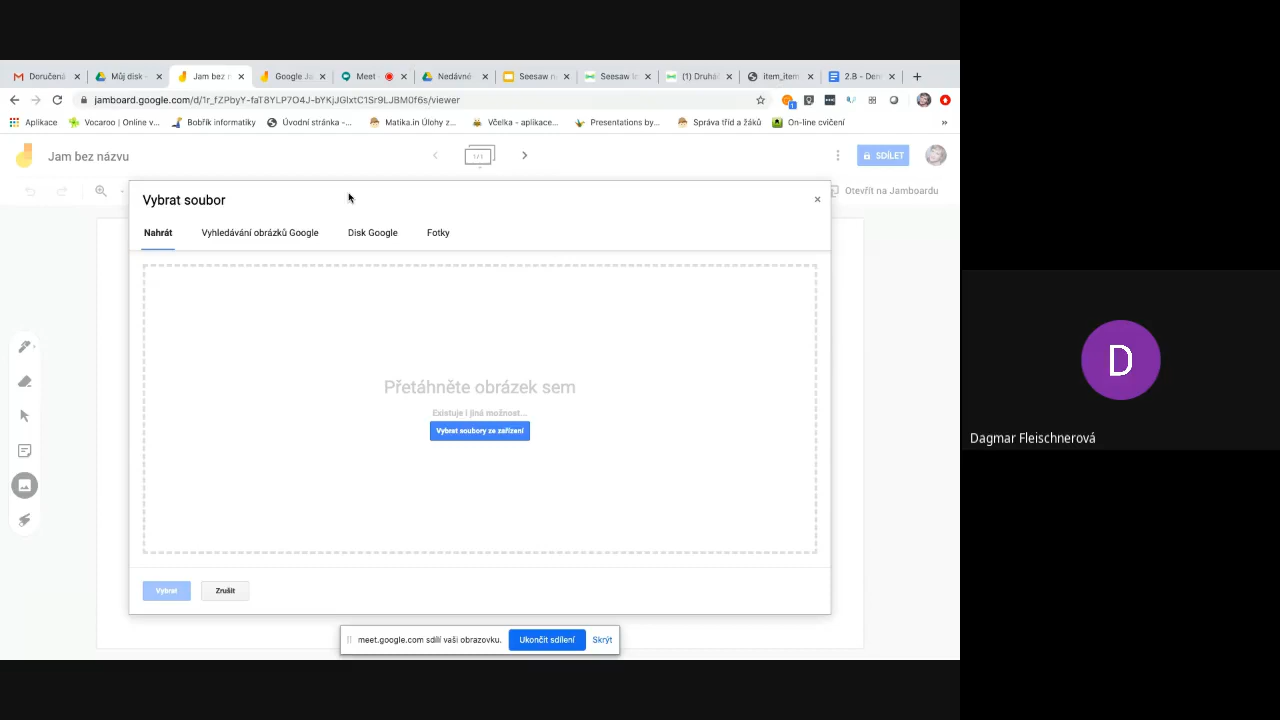 Doručená
Můj disk -
Jam bez n
Google Ja
Meet
Nedávné
Seesaw n
Seesaw le
(1) Druhá
item_item
2.B - Den
jamboard.google.com/d/1r_fZPbyY-faT8YLP7O4J-bYKjJGlxtC1Sr9LJBM0f6s/viewer
Aplikace
Vocaroo | Online v...
Bobřík informatiky
Úvodní stránka -...
Matika.in Úlohy z...
Včelka - aplikace...
Presentations by...
Správa tříd a žáků
On-line cvičení
»
Jam bez názvu
1/1
SDÍLET
Otevřít na Jamboardu
Vybrat soubor
×
Nahrát
Vyhledávání obrázků Google
Disk Google
Fotky
Přetáhněte obrázek sem
Existuje i jiná možnost...
Vybrat soubory ze zařízení
Vybrat
Zrušit
meet.google.com sdílí vaši obrazovku.
Ukončit sdílení
Skrýt
D
Dagmar Fleischnerová